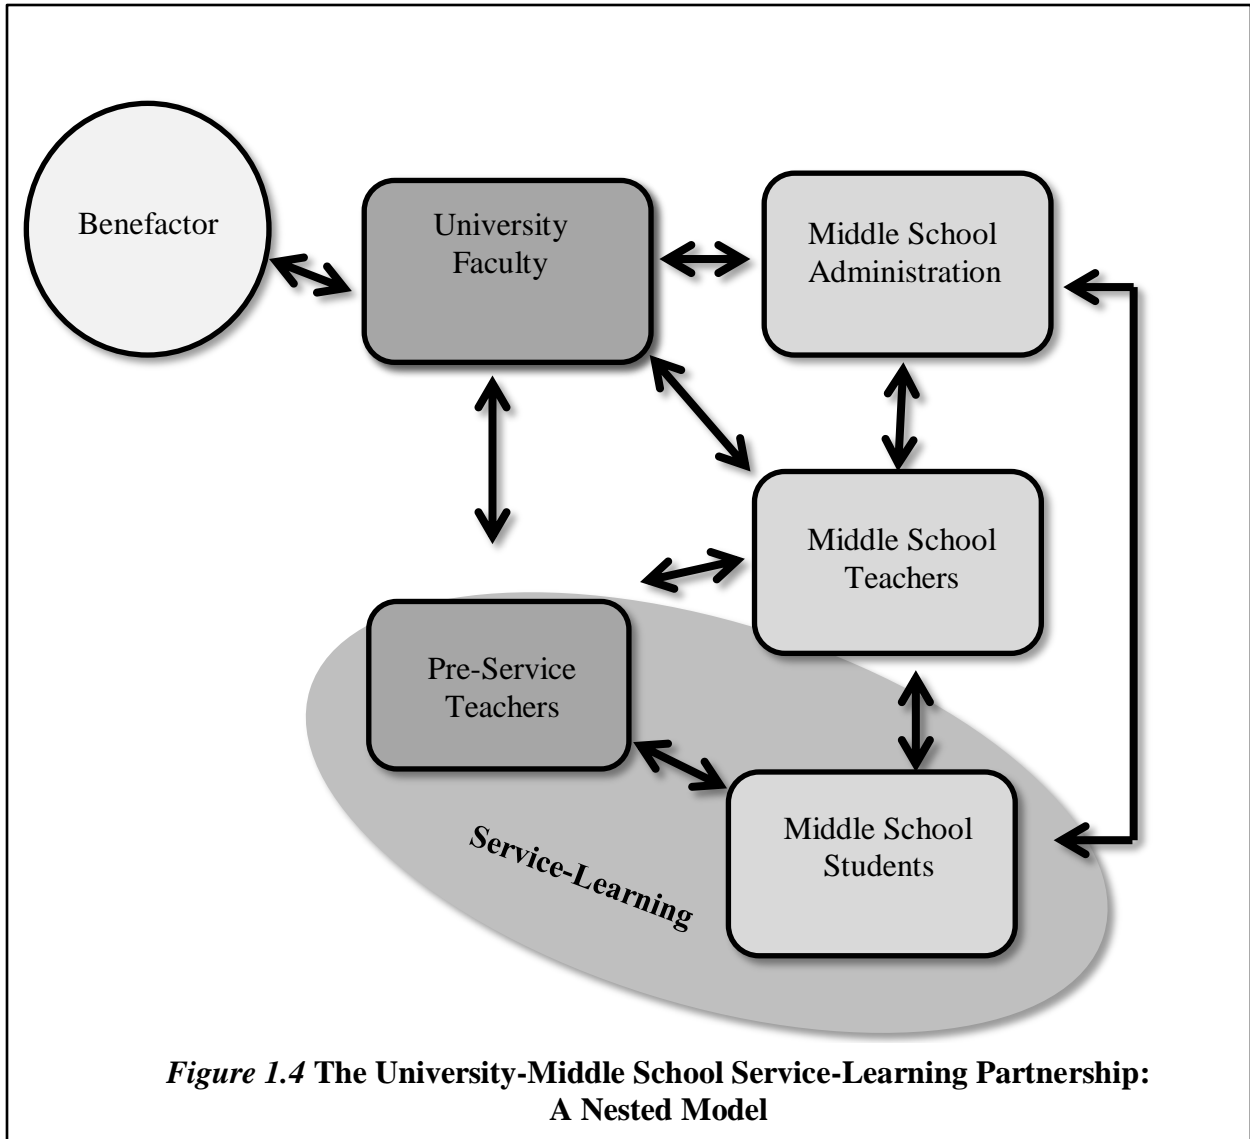 Benefactor
University
Faculty
Middle School
Administration
Middle School
Teachers
Pre-Service
Teachers
Middle School
Students
Service-Learning
Figure 1.4 The University-Middle School Service-Learning Partnership:
A Nested Model